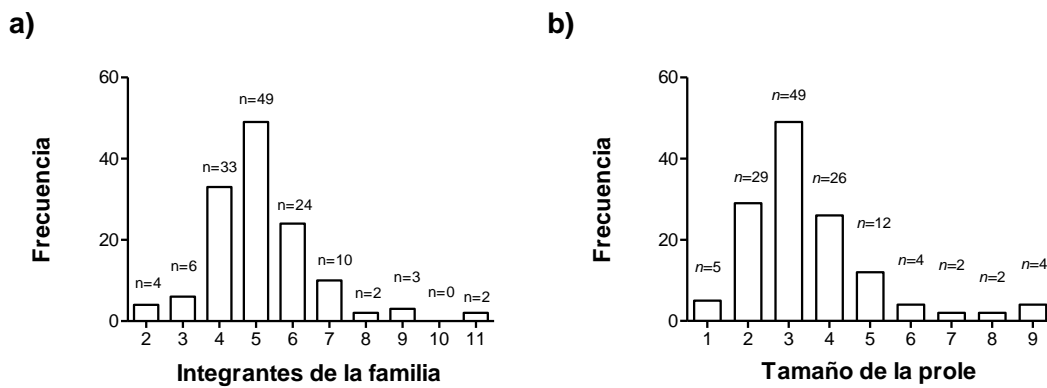 a)
Frecuencia
60
40
20
0
n=4
n=6
n=33
n=49
n=24
n=10
n=2
n=3
n=0
n=2
2 3 4 5 6 7 8 9 10 11
Integrantes de la familia
b)
Frecuencia
60
40
20
0
n=5
n=29
n=49
n=26
n=12
n=4
n=2
n=2
n=4
1 2 3 4 5 6 7 8 9
Tamaño de la prole